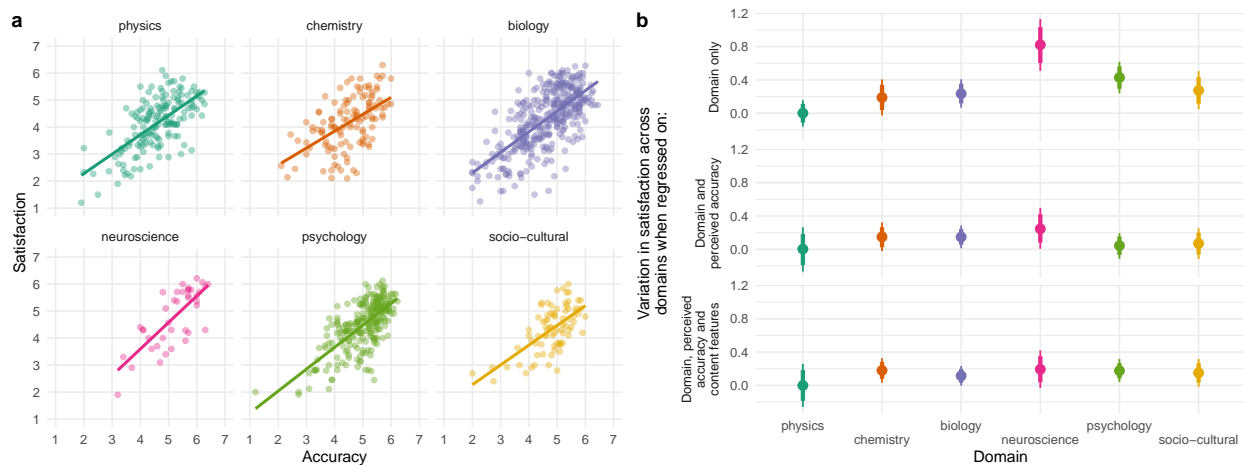 a
physics
chemistry
biology
7
6
5
4
3
2
1
neuroscience
psychology
socio−cultural
7
6
5
4
3
2
1
1 2 3 4 5 6 7
1 2 3 4 5 6 7
1 2 3 4 5 6 7
Satisfaction
Accuracy
b
Variation in satisfaction across
domains when regressed on:
Domain only
1.2
0.8
0.4
0.0
Domain and
perceived accuracy
1.2
0.8
0.4
0.0
Domain, perceived
accuracy and
content features
1.2
0.8
0.4
0.0
physics
chemistry
biology
neuroscience
psychology
socio−cultural
Domain